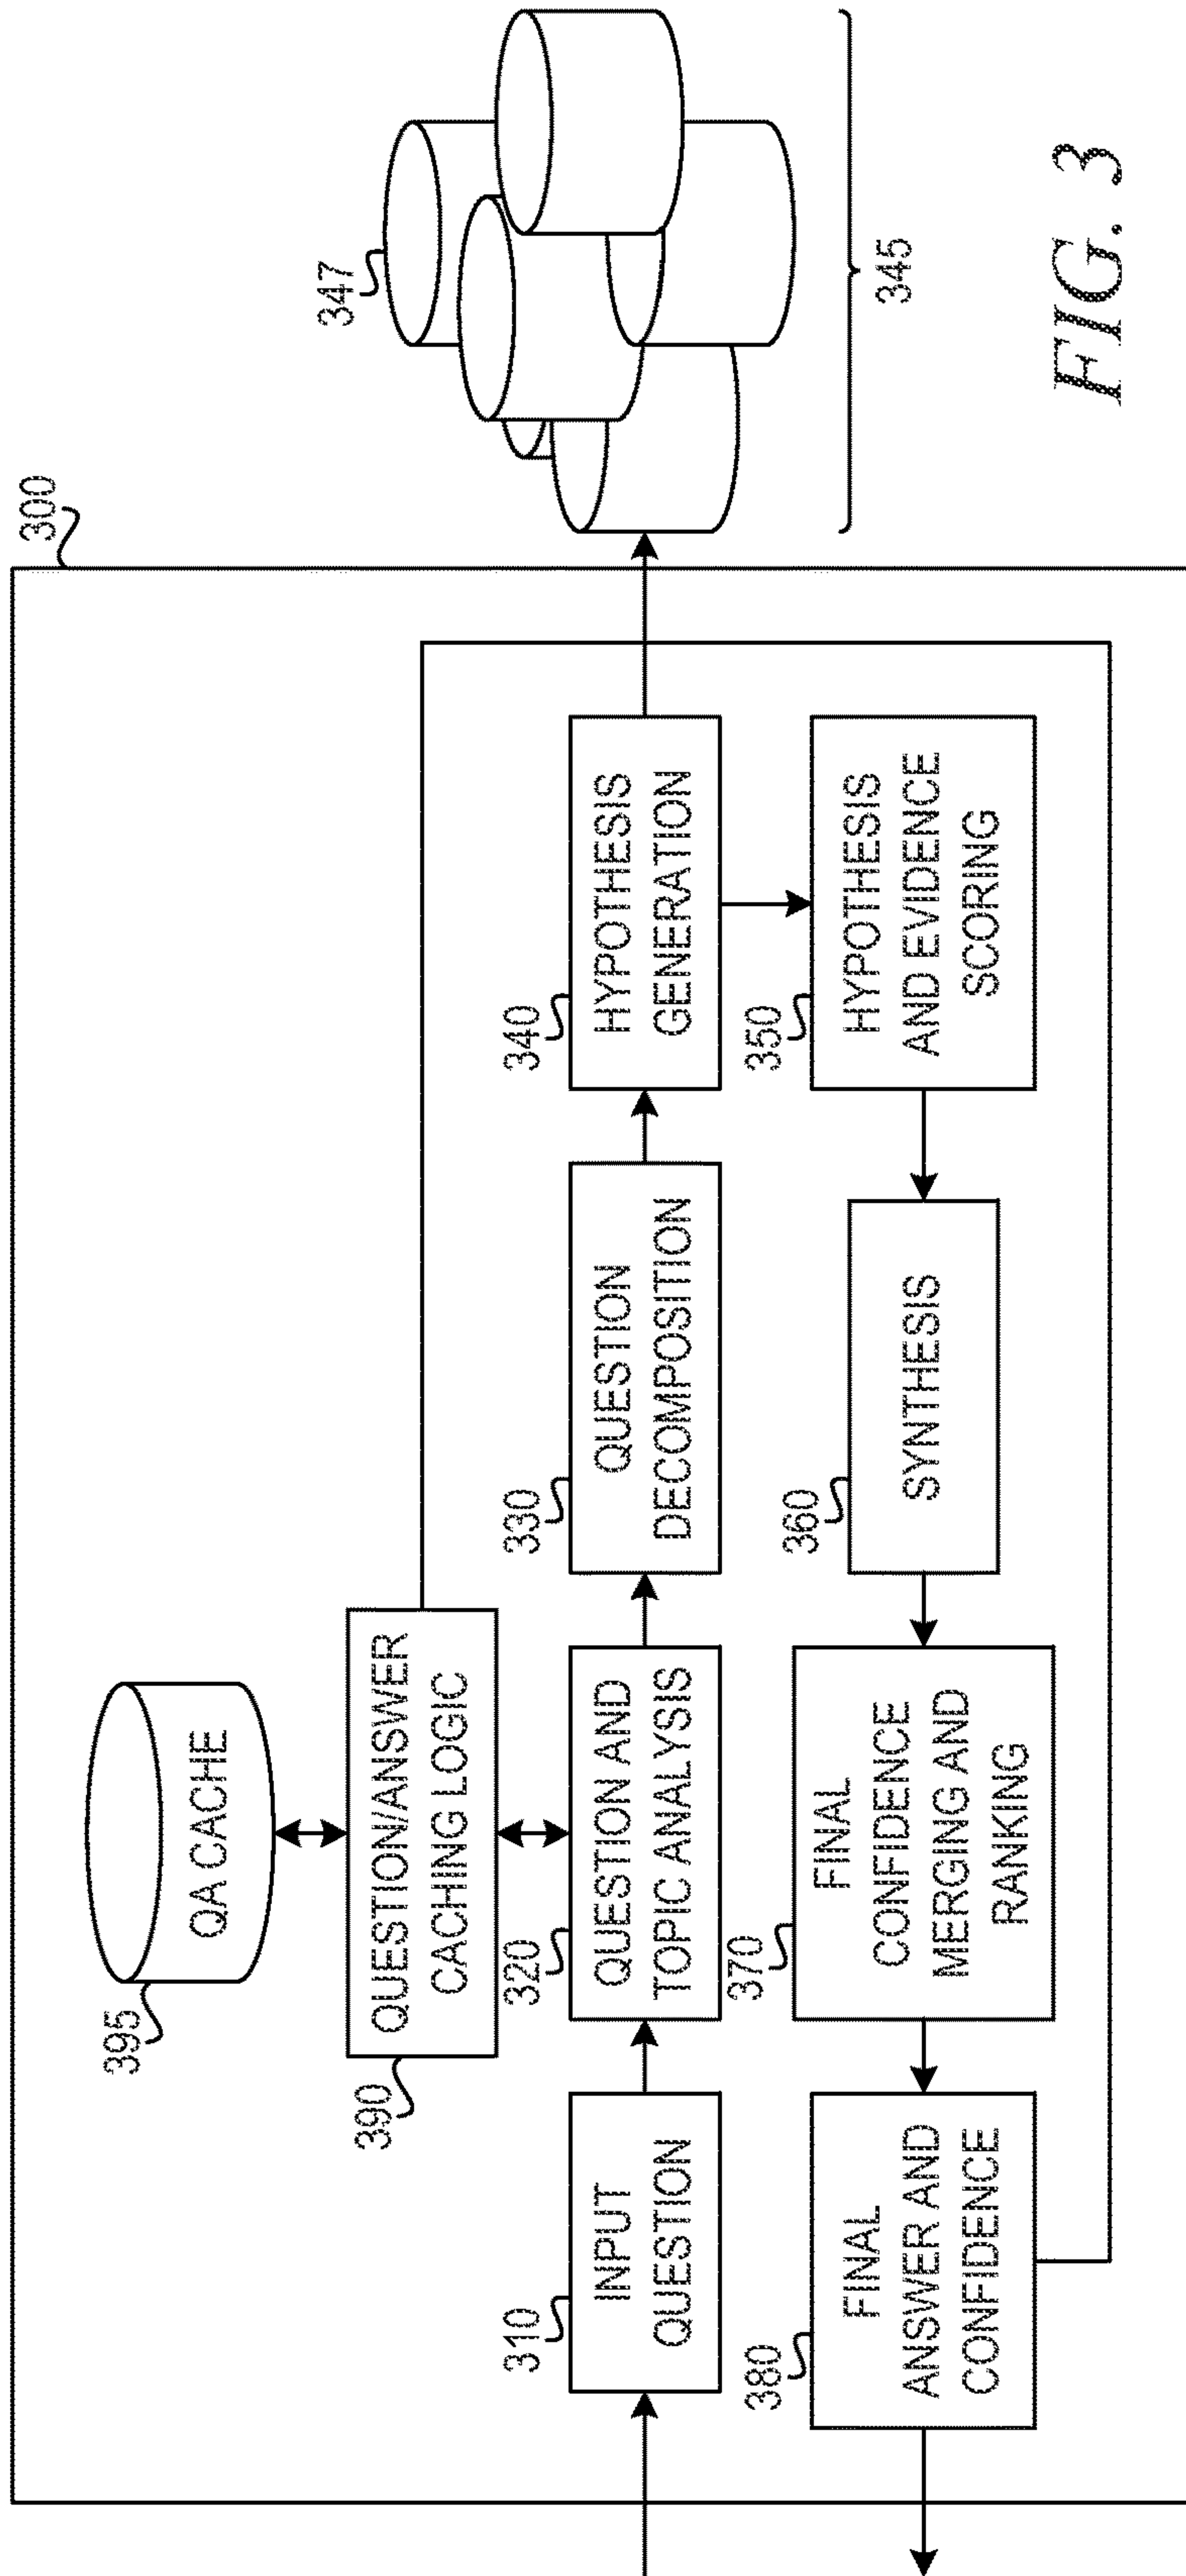 300
395
QA CACHE
390
QUESTION/ANSWER
CACHING LOGIC
347
310
INPUT
QUESTION
320
QUESTION AND
TOPIC ANALYSIS
330
QUESTION
DECOMPOSITION
340
HYPOTHESIS
GENERATION
380
FINAL
ANSWER AND
CONFIDENCE
370
FINAL
CONFIDENCE
MERGING AND
RANKING
360
SYNTHESIS
350
HYPOTHESIS
AND EVIDENCE
SCORING
345
FIG. 3